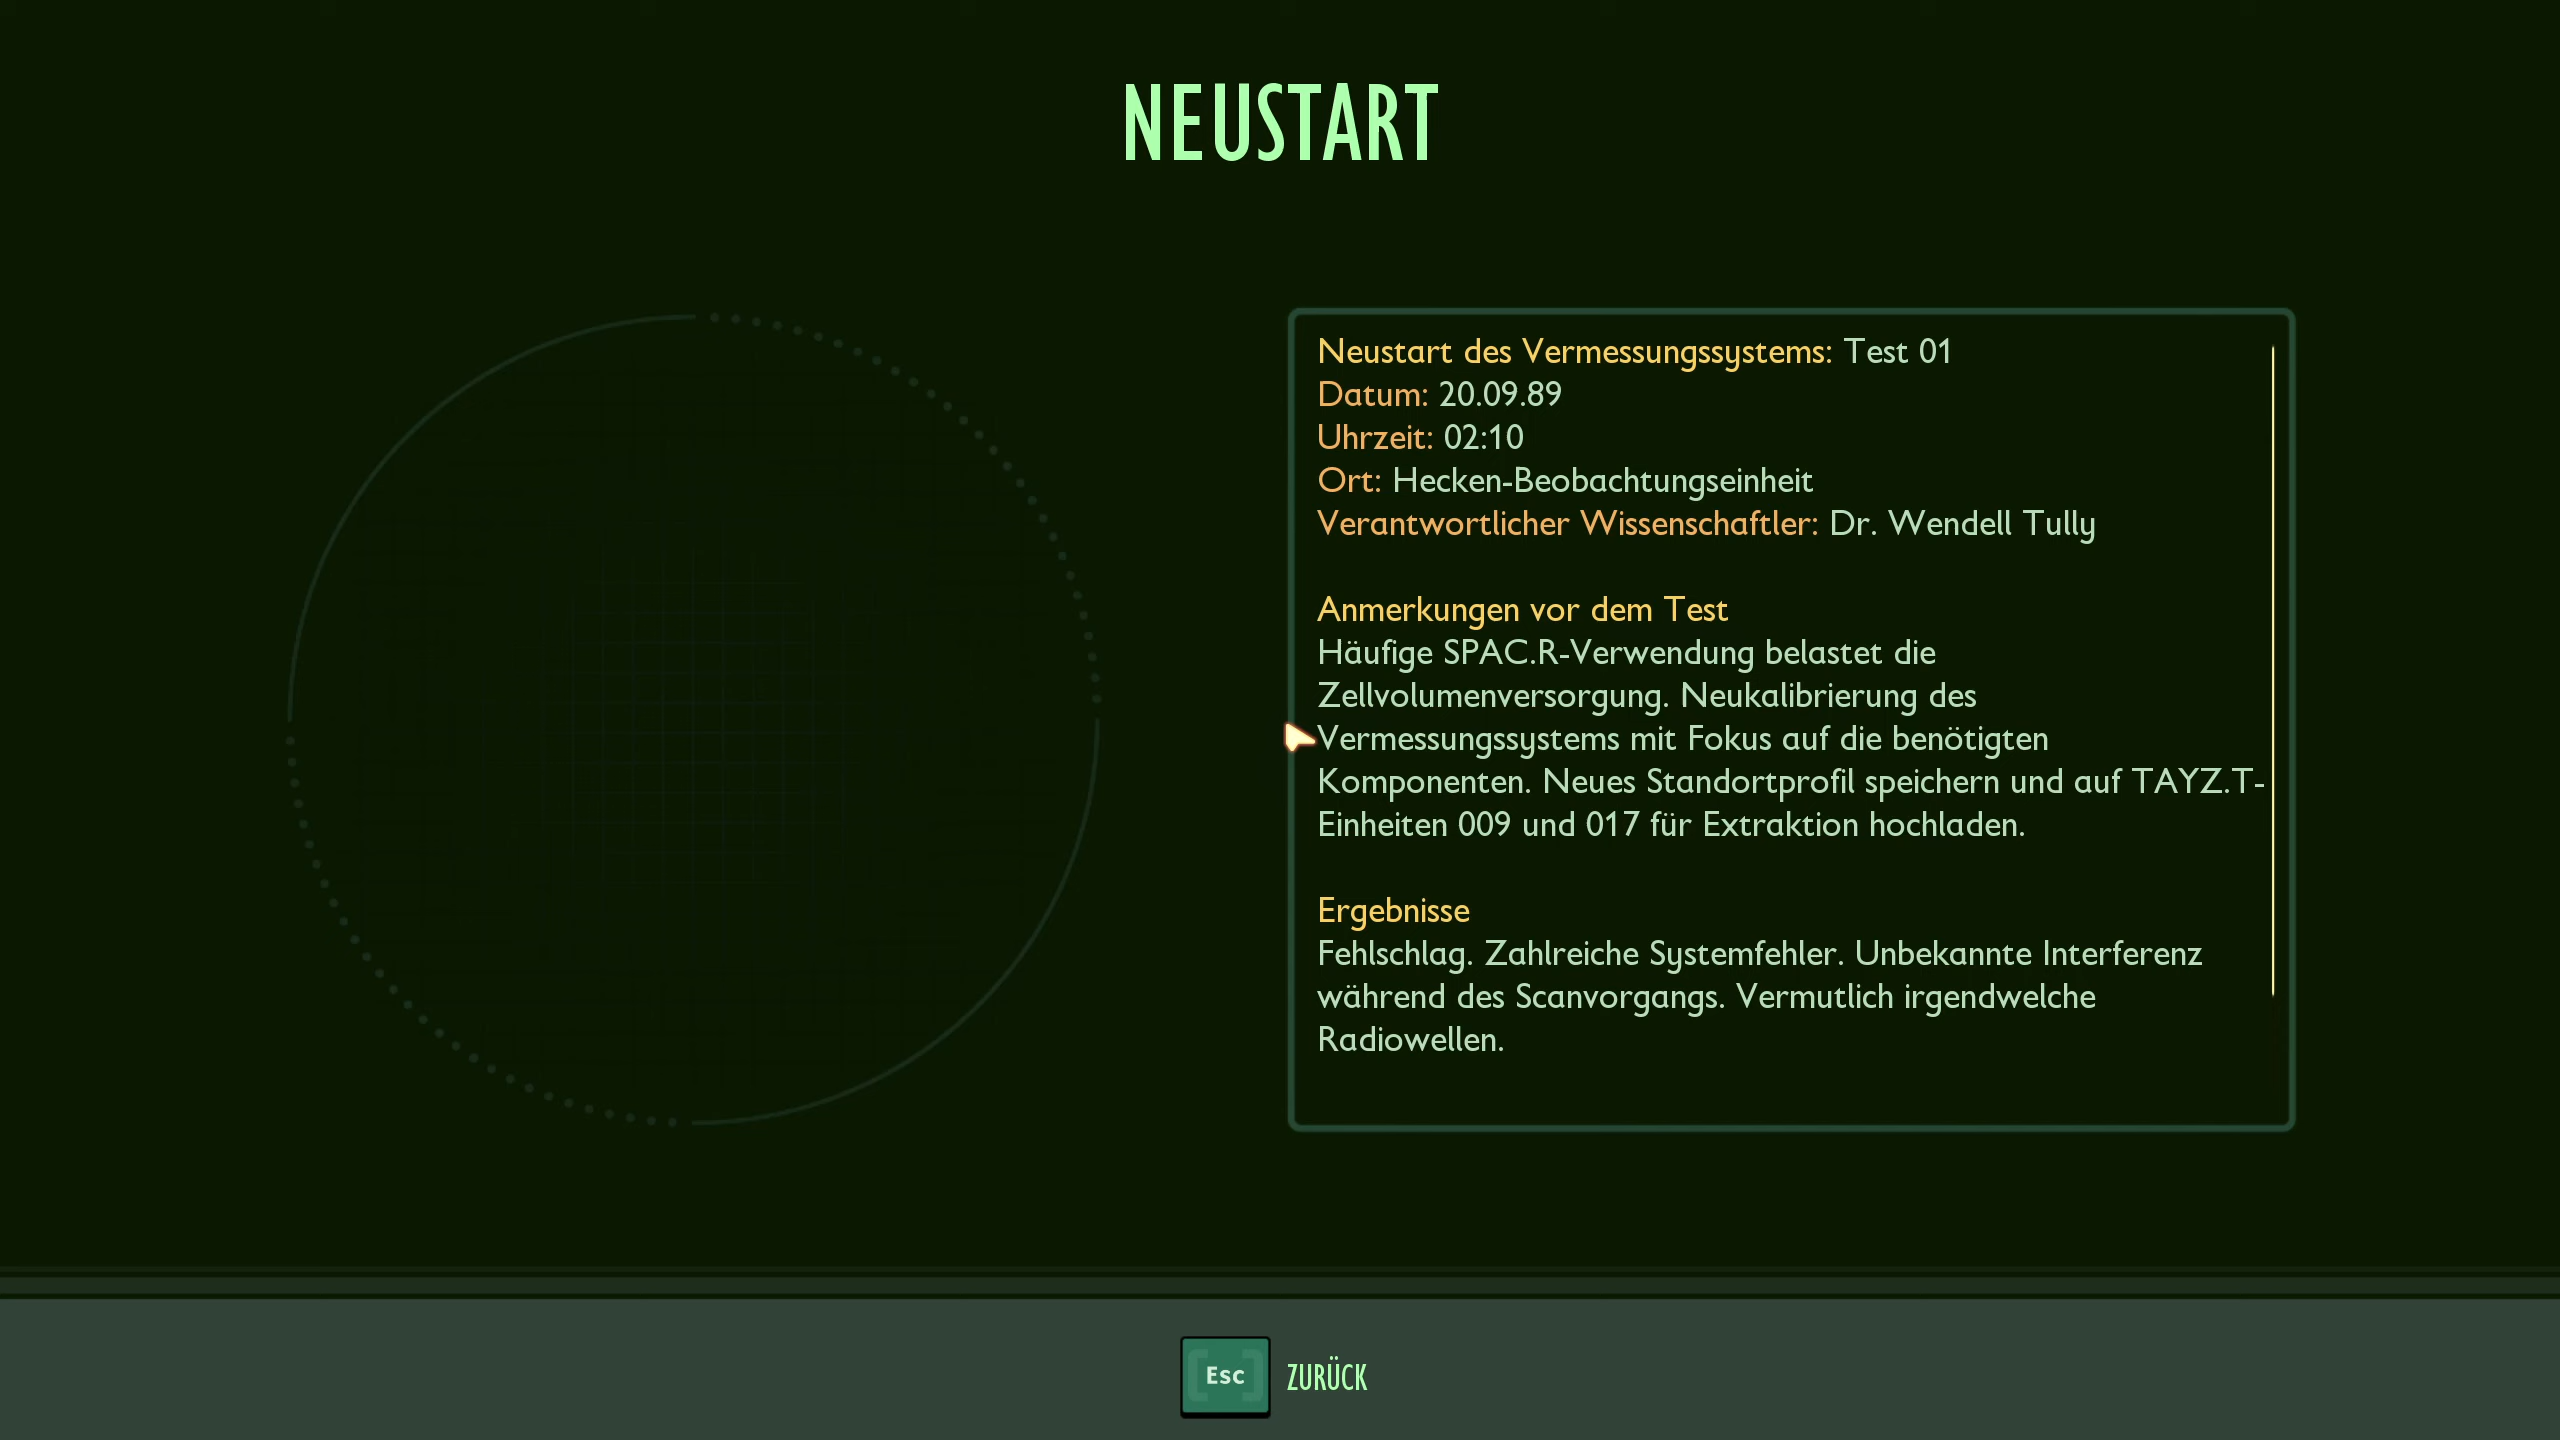 NEUSTART
Neustart des Vermessungssystems: Test 01
Datum: 20.09.89
Uhrzeit: 02:10
Ort: Hecken-Beobachtungseinheit
Verantwortlicher Wissenschaftler: Dr. Wendell Tully
Anmerkungen vor dem Test
Häufige SPAC.R-Verwendung belastet die
Zellvolumenversorgung. Neukalibrierung des
Vermessungssystems mit Fokus auf die benötigten
Komponenten. Neues Standortprofil speichern und auf TAYZ.T-
Einheiten 009 und 017 für Extraktion hochladen.
Ergebnisse
Fehlschlag. Zahlreiche Systemfehler. Unbekannte Interferenz
während des Scanvorgangs. Vermutlich irgendwelche
Radiowellen.
Esc ZURÜCK